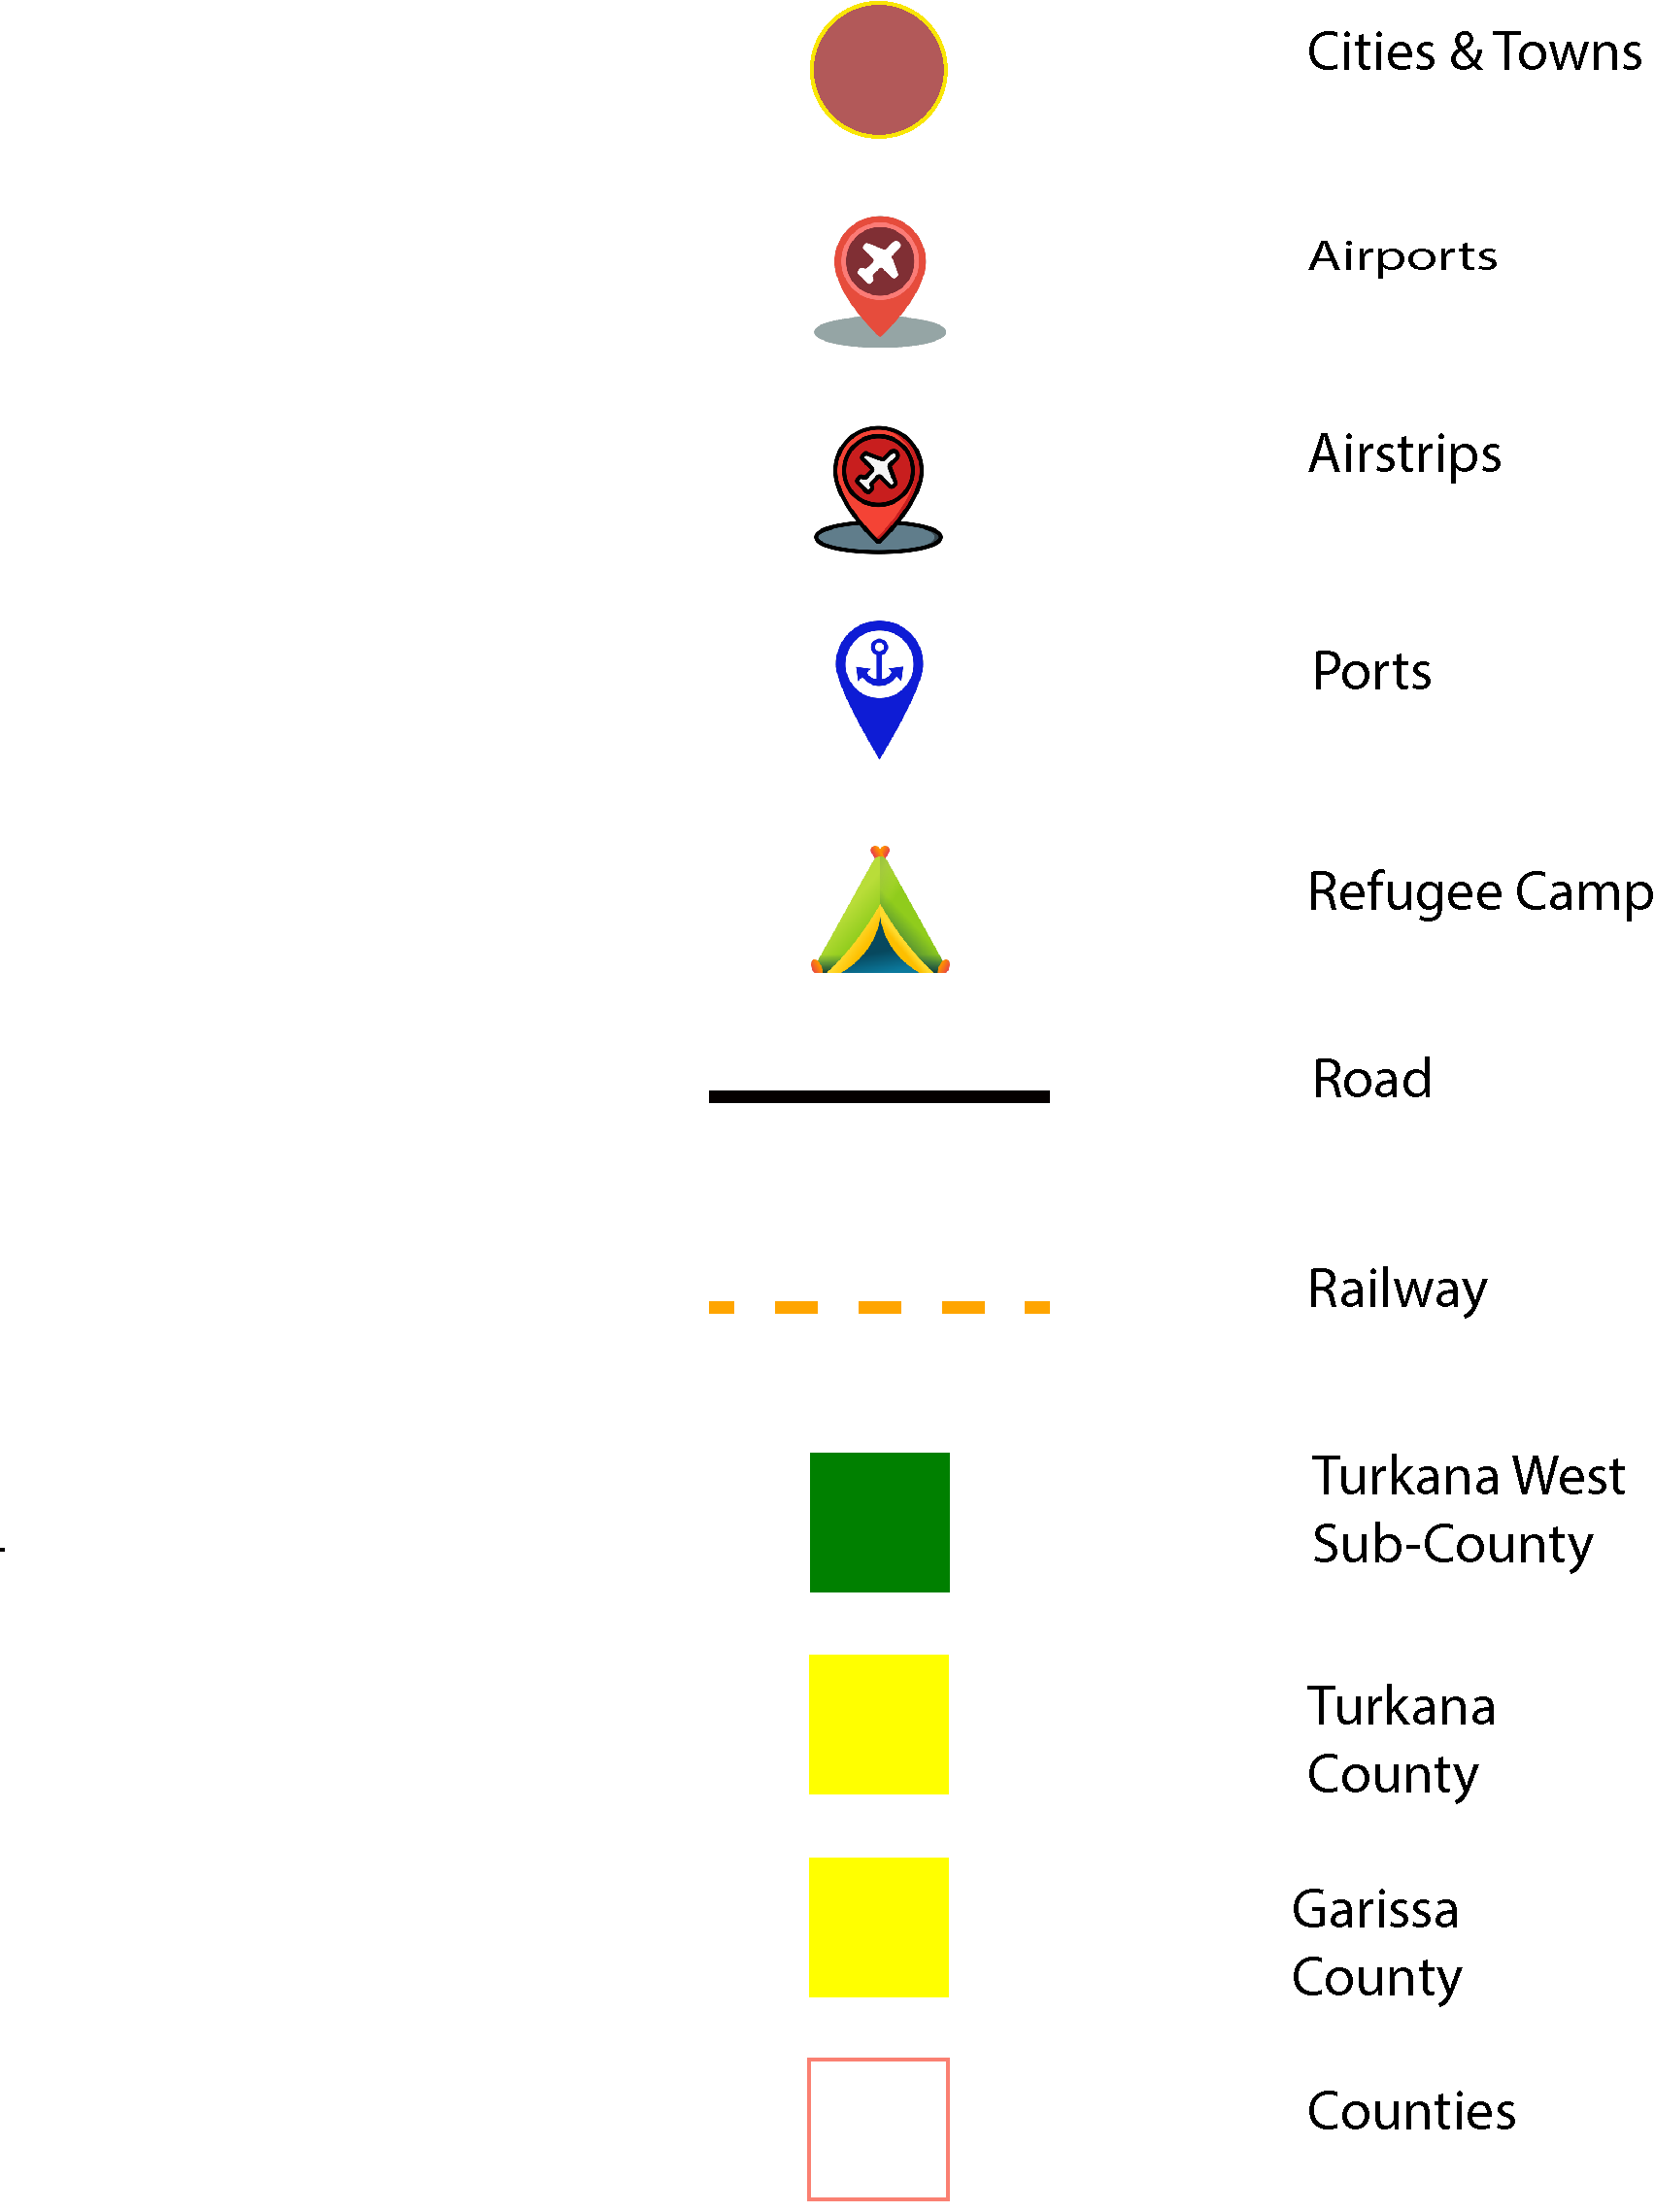 Cities & Towns
Airports
Airstrips
Ports
Refugee Camp
Road
Railway
Turkana West
Sub-County
Turkana
County
Garissa
County
Counties